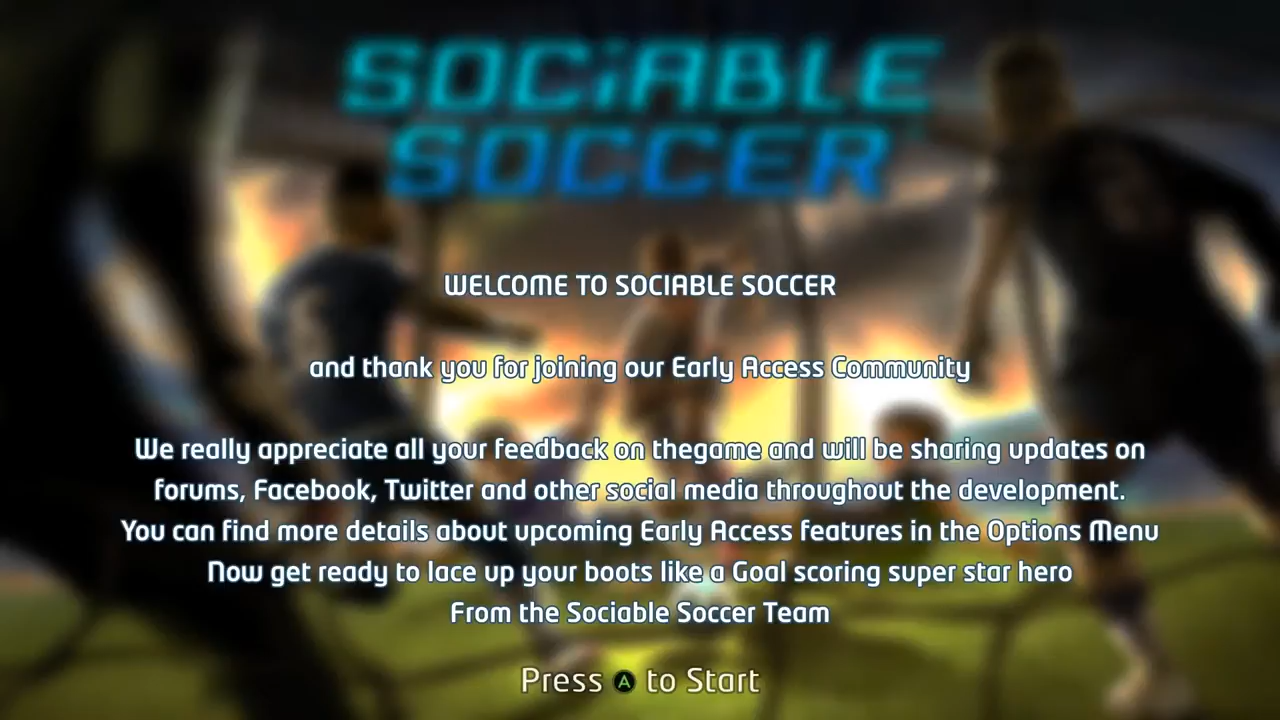 SOCiABLE
SOCCER
WELCOME TO SOCIABLE SOCCER
and thank you for joining our Early Access Community
We really appreciate all your feedback on thegame and will be sharing updates on
forums, Facebook, Twitter and other social media throughout the development.
You can find more details about upcoming Early Access features in the Options Menu
Now get ready to lace up your boots like a Goal scoring super star hero
From the Sociable Soccer Team
Press A to Start